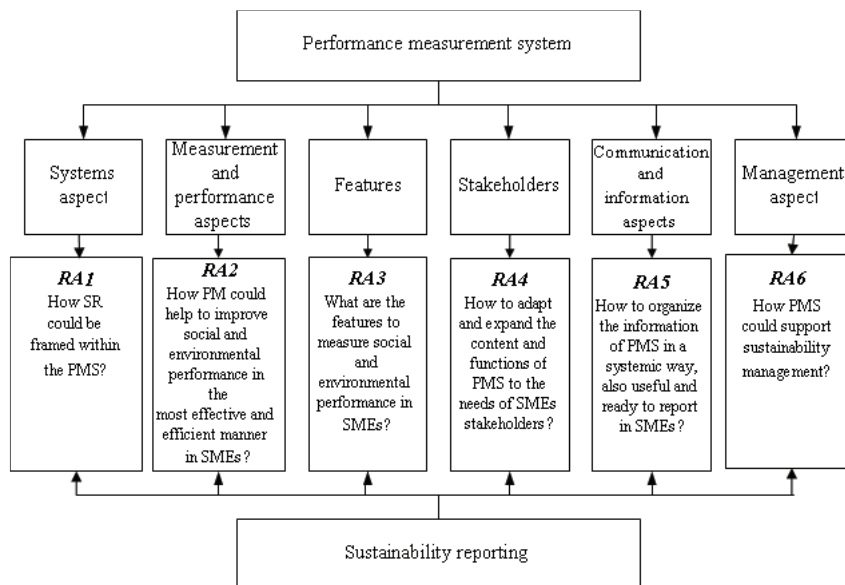 Performance measurement system
Systems
aspect
Measurement
and
performance
aspects
Features
Stakeholders
Communication
and
information
aspects
Management
aspect
RA1
How SR
could be
framed within
the PMS?
RA2
How PM could
help to improve
social and
environmental
performance in
the
most effective and
efficient manner
in SMEs?
RA3
What are the
features to
measure social
and
environmental
performance in
SMEs?
RA4
How to adapt
and expand the
content and
functions of
PMS to the
needs of SMEs
stakeholders?
RA5
How to organize
the information
of PMS in a
systemic way,
also useful and
ready to report
in SMEs?
RA6
How PMS
could support
sustainability
management?
Sustainability reporting